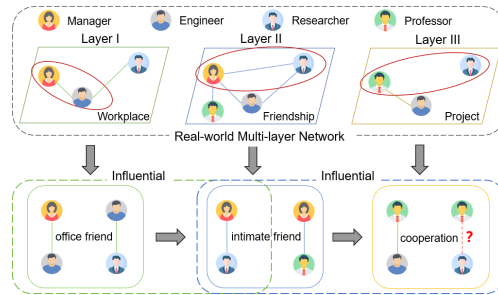 Manager Engineer Researcher Professor
Layer I Layer II Layer III
Workplace Friendship Project
Real-world Multi-layer Network
Influential Influential
office friend intimate friend cooperation ?